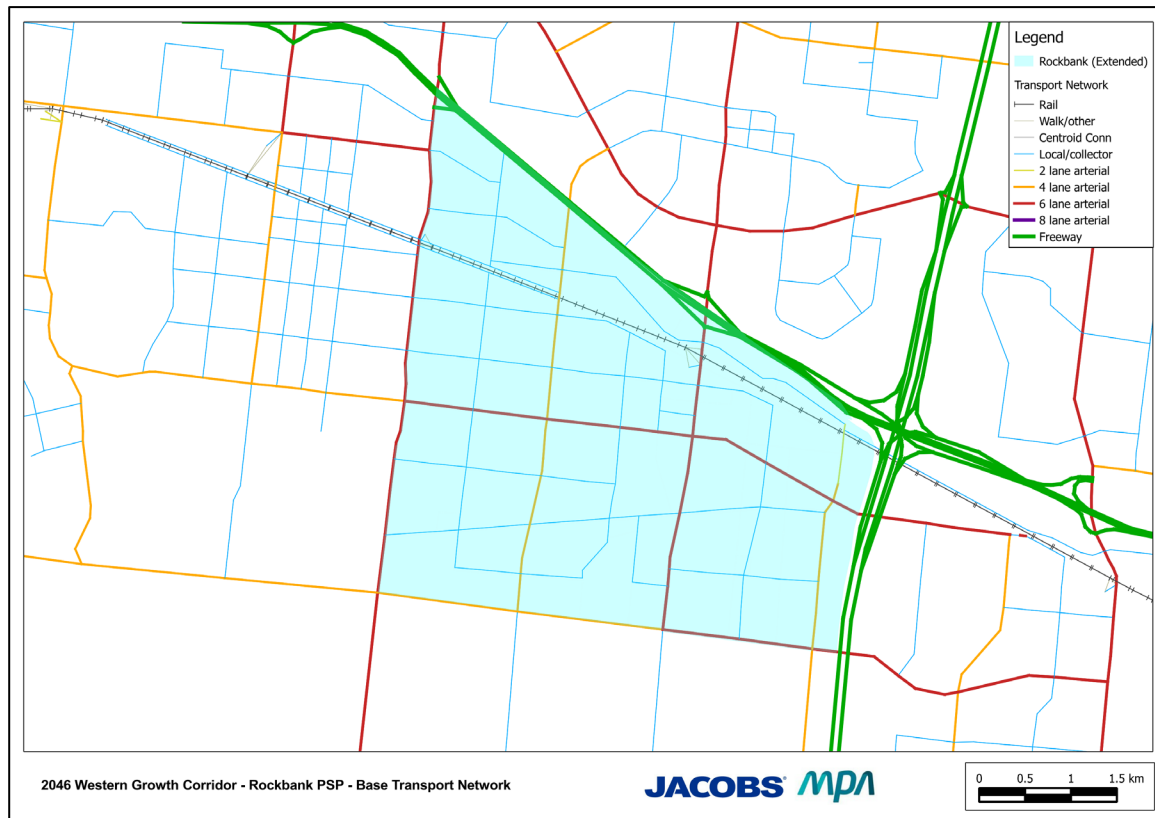 Legend
Rockbank (Extended)
Transport Network
Rail
Walk/other
Centroid Conn
Local/collector
2 lane arterial
4 lane arterial
6 lane arterial
8 lane arterial
Freeway
2046 Western Growth Corridor - Rockbank PSP - Base Transport Network
JACOBS® MPA
0 0.5 1 1.5 km